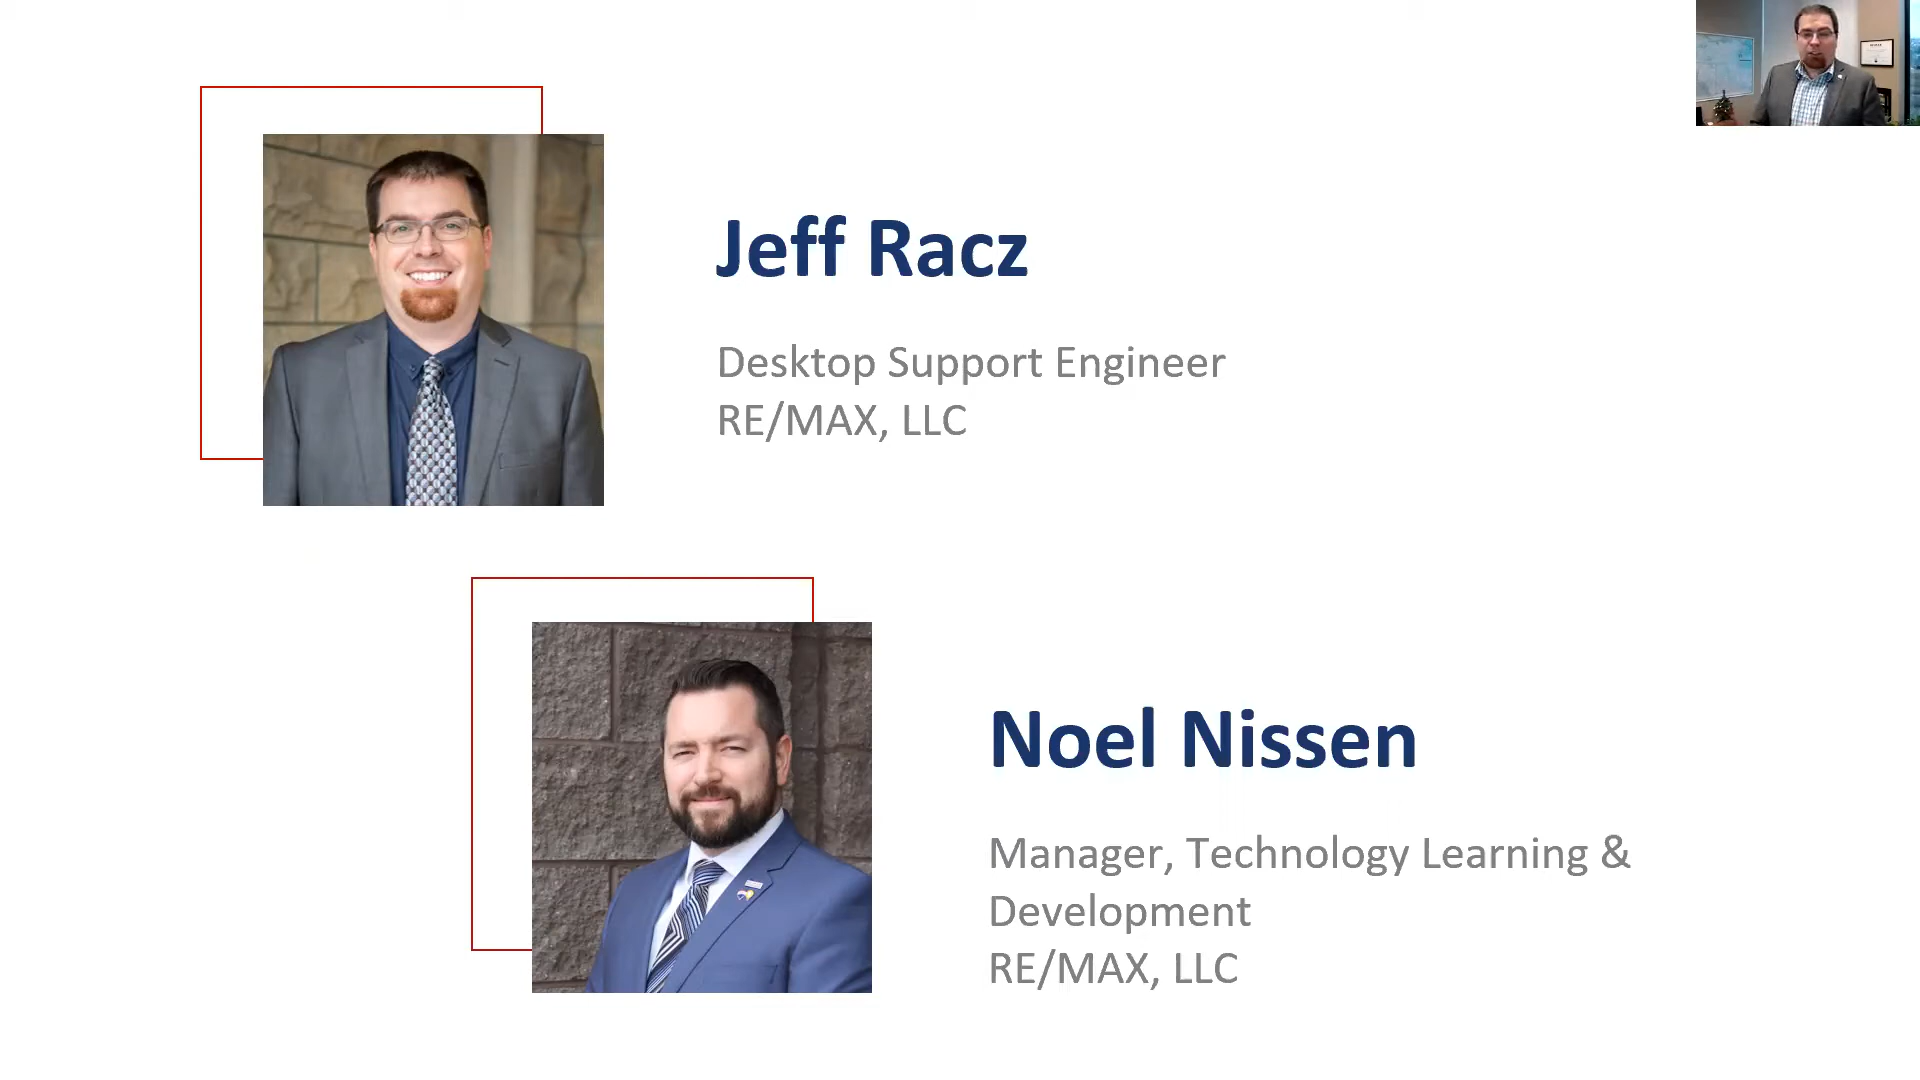 Jeff Racz
Desktop Support Engineer
RE/MAX, LLC
Noel Nissen
Manager, Technology Learning &
Development
RE/MAX, LLC